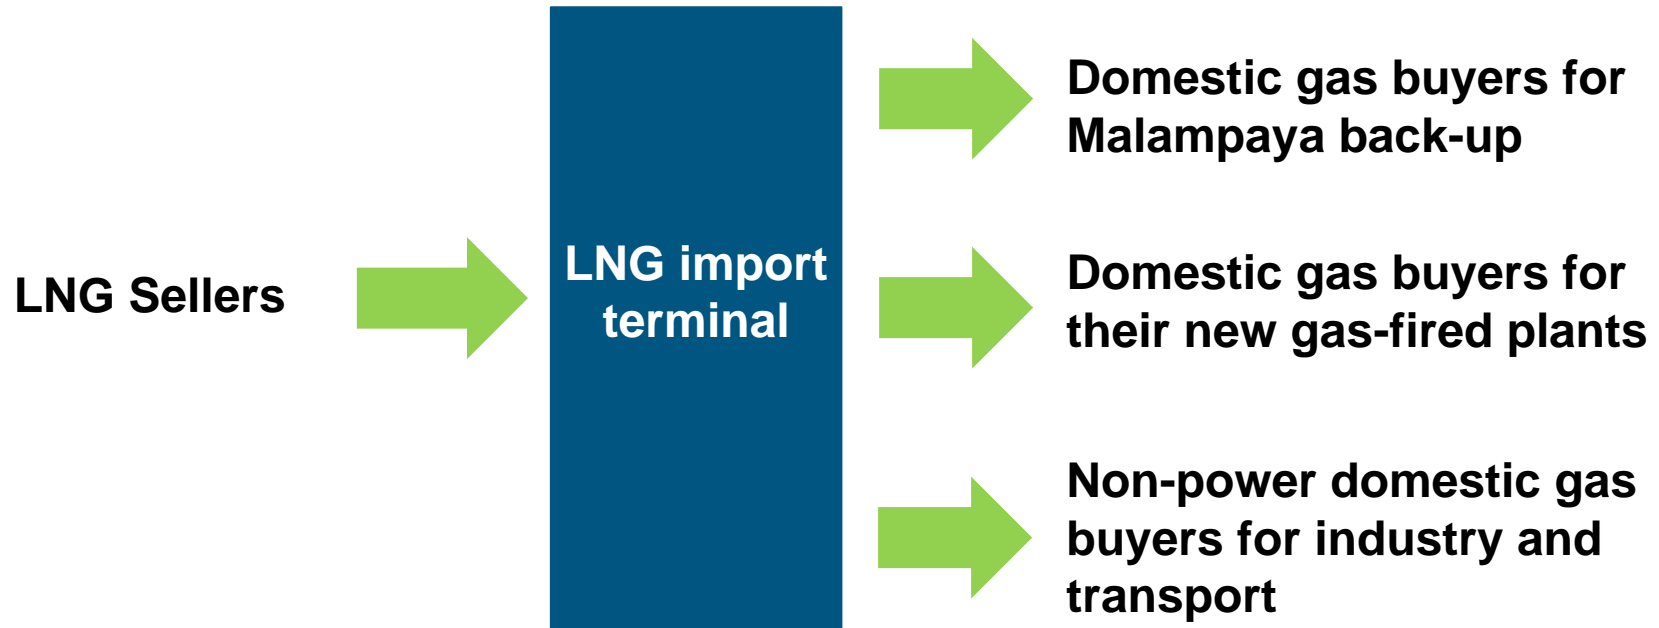 LNG Sellers
LNG import
terminal
Domestic gas buyers for
Malampaya back-up
Domestic gas buyers for
their new gas-fired plants
Non-power domestic gas
buyers for industry and
transport